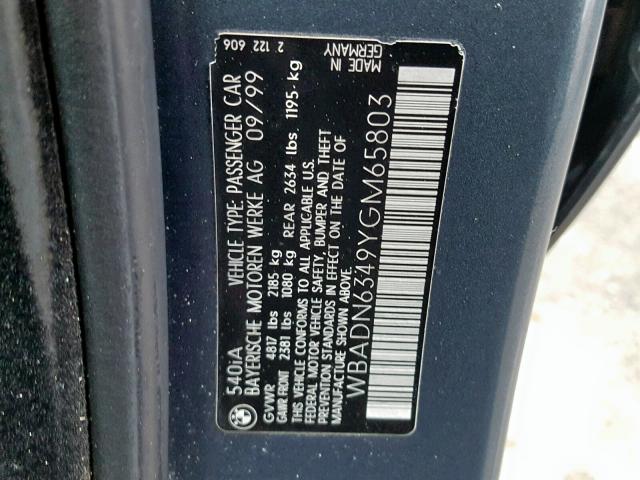 540iA VEHICLE TYPE: PASSENGER CAR
BAYERISCHE MOTOREN WERKE AG 09/99
GVWR 4817 lbs 2185 kg
GAWR FRONT 2381 lbs 1080 kg REAR 2634 lbs 1195 kg
THIS VEHICLE CONFORMS TO ALL APPLICABLE U.S.
FEDERAL MOTOR VEHICLE SAFETY, BUMPER AND THEFT
PREVENTION STANDARDS IN EFFECT ON THE DATE OF
MANUFACTURE SHOWN ABOVE.
WBADN6349YGM65803
2 122 606
MADE IN
GERMANY
BMW